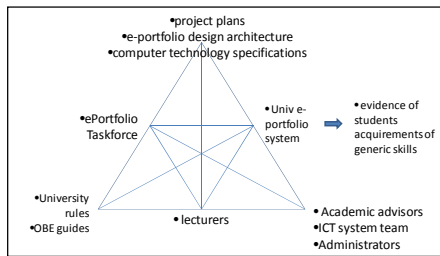 •project plans
•e-portfolio design architecture
•computer technology specifications
•ePortfolio
Taskforce
•Univ e-
portfolio
system
•evidence of
students
acquirements of
generic skills
•University
rules
•OBE guides
•lecturers
•Academic advisors
•ICT system team
•Administrators